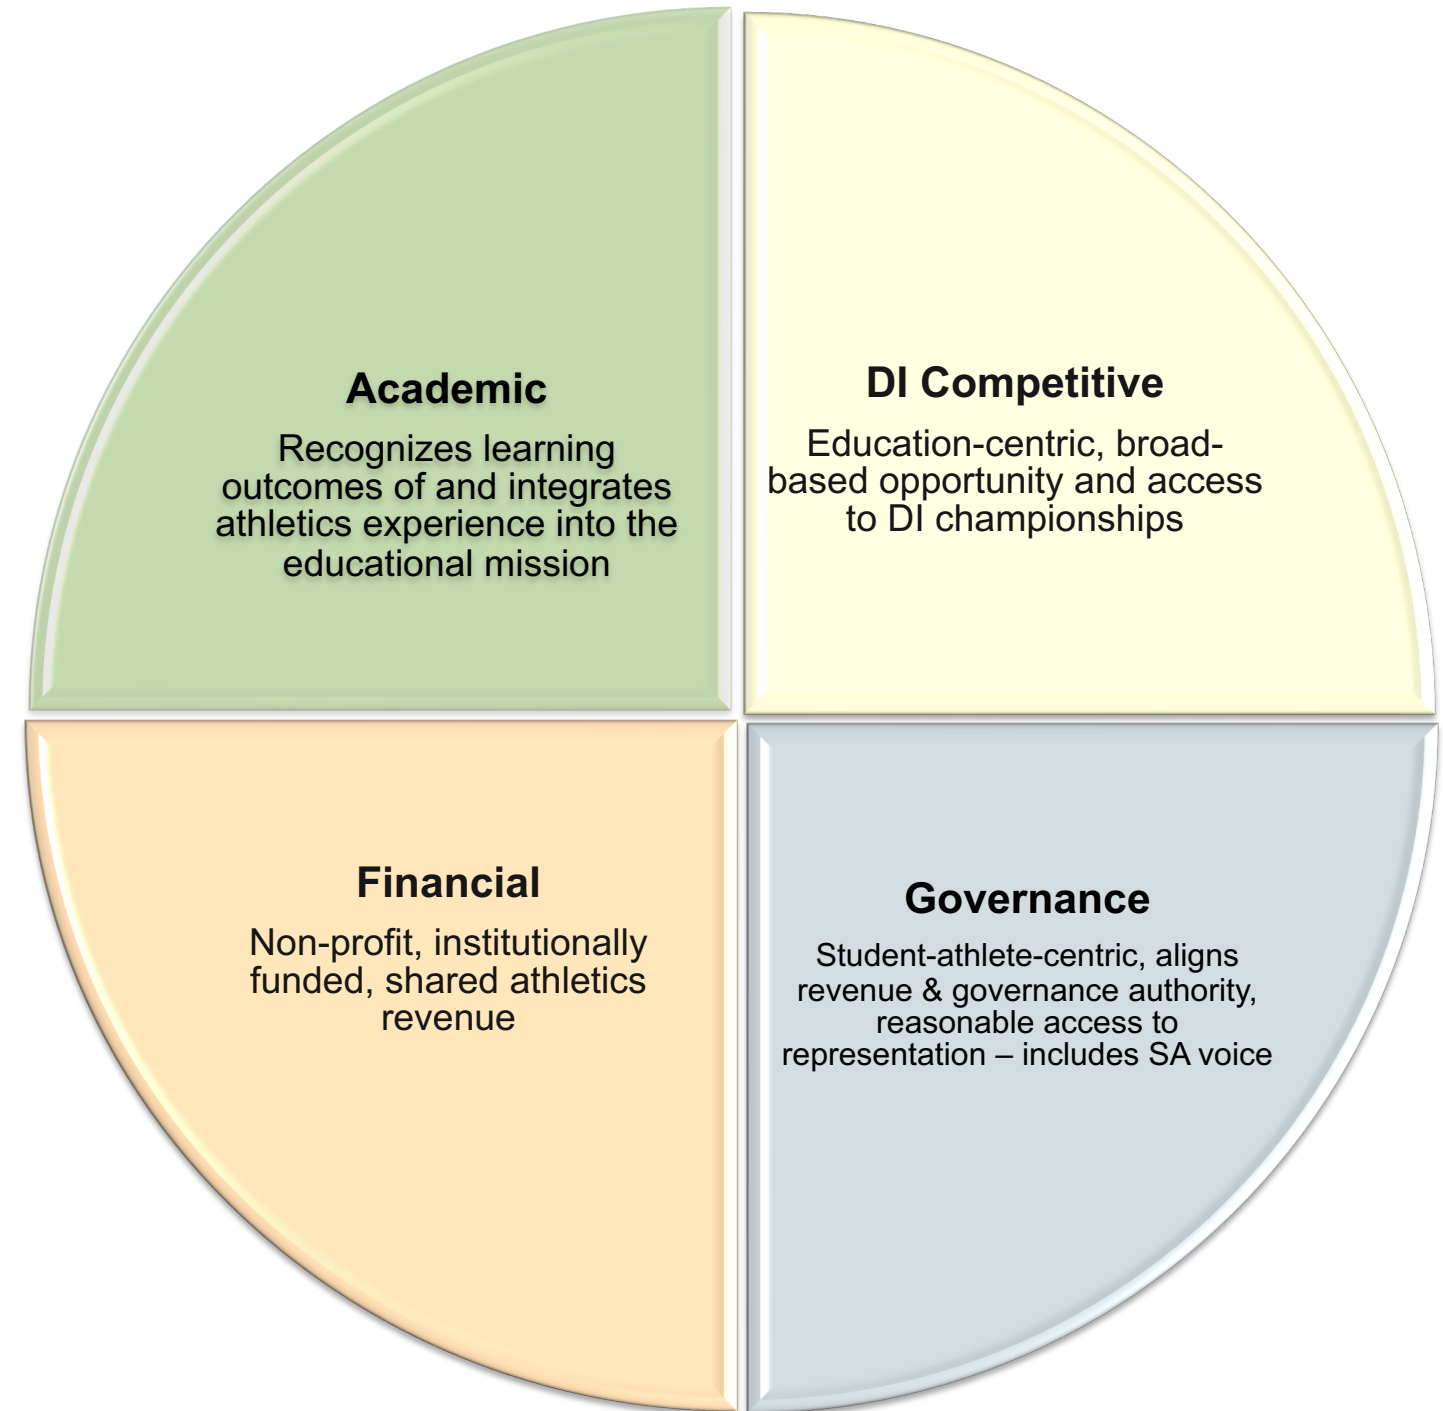 Academic
Recognizes learning
outcomes of and integrates
athletics experience into the
educational mission
DI Competitive
Education-centric, broad-
based opportunity and access
to DI championships
Financial
Non-profit, institutionally
funded, shared athletics
revenue
Governance
Student-athlete-centric, aligns
revenue & governance authority,
reasonable access to
representation – includes SA voice